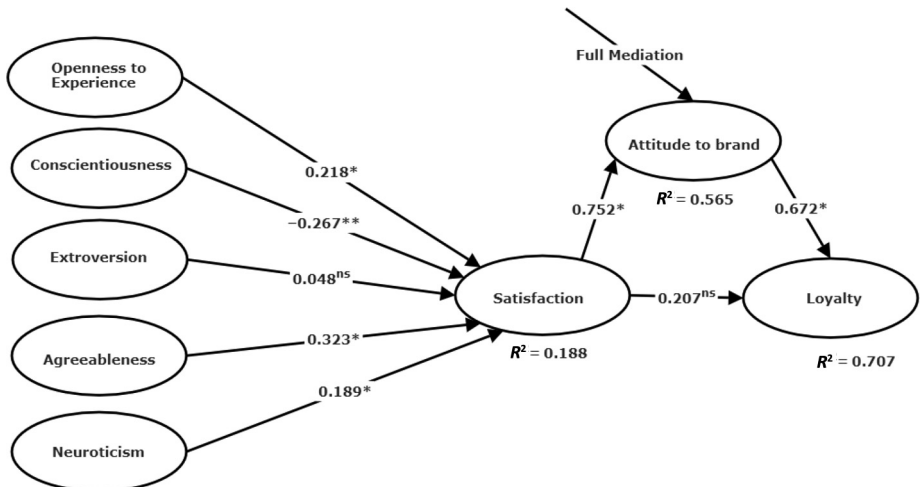 Full Mediation
Openness to
Experience
Attitude to brand
R² = 0.565
Conscientiousness
0.218*
0.752*
0.672*
−0.267**
Extroversion
0.048ns
Satisfaction
0.207ns
Loyalty
R² = 0.188
R² = 0.707
Agreeableness
0.323*
0.189*
Neuroticism